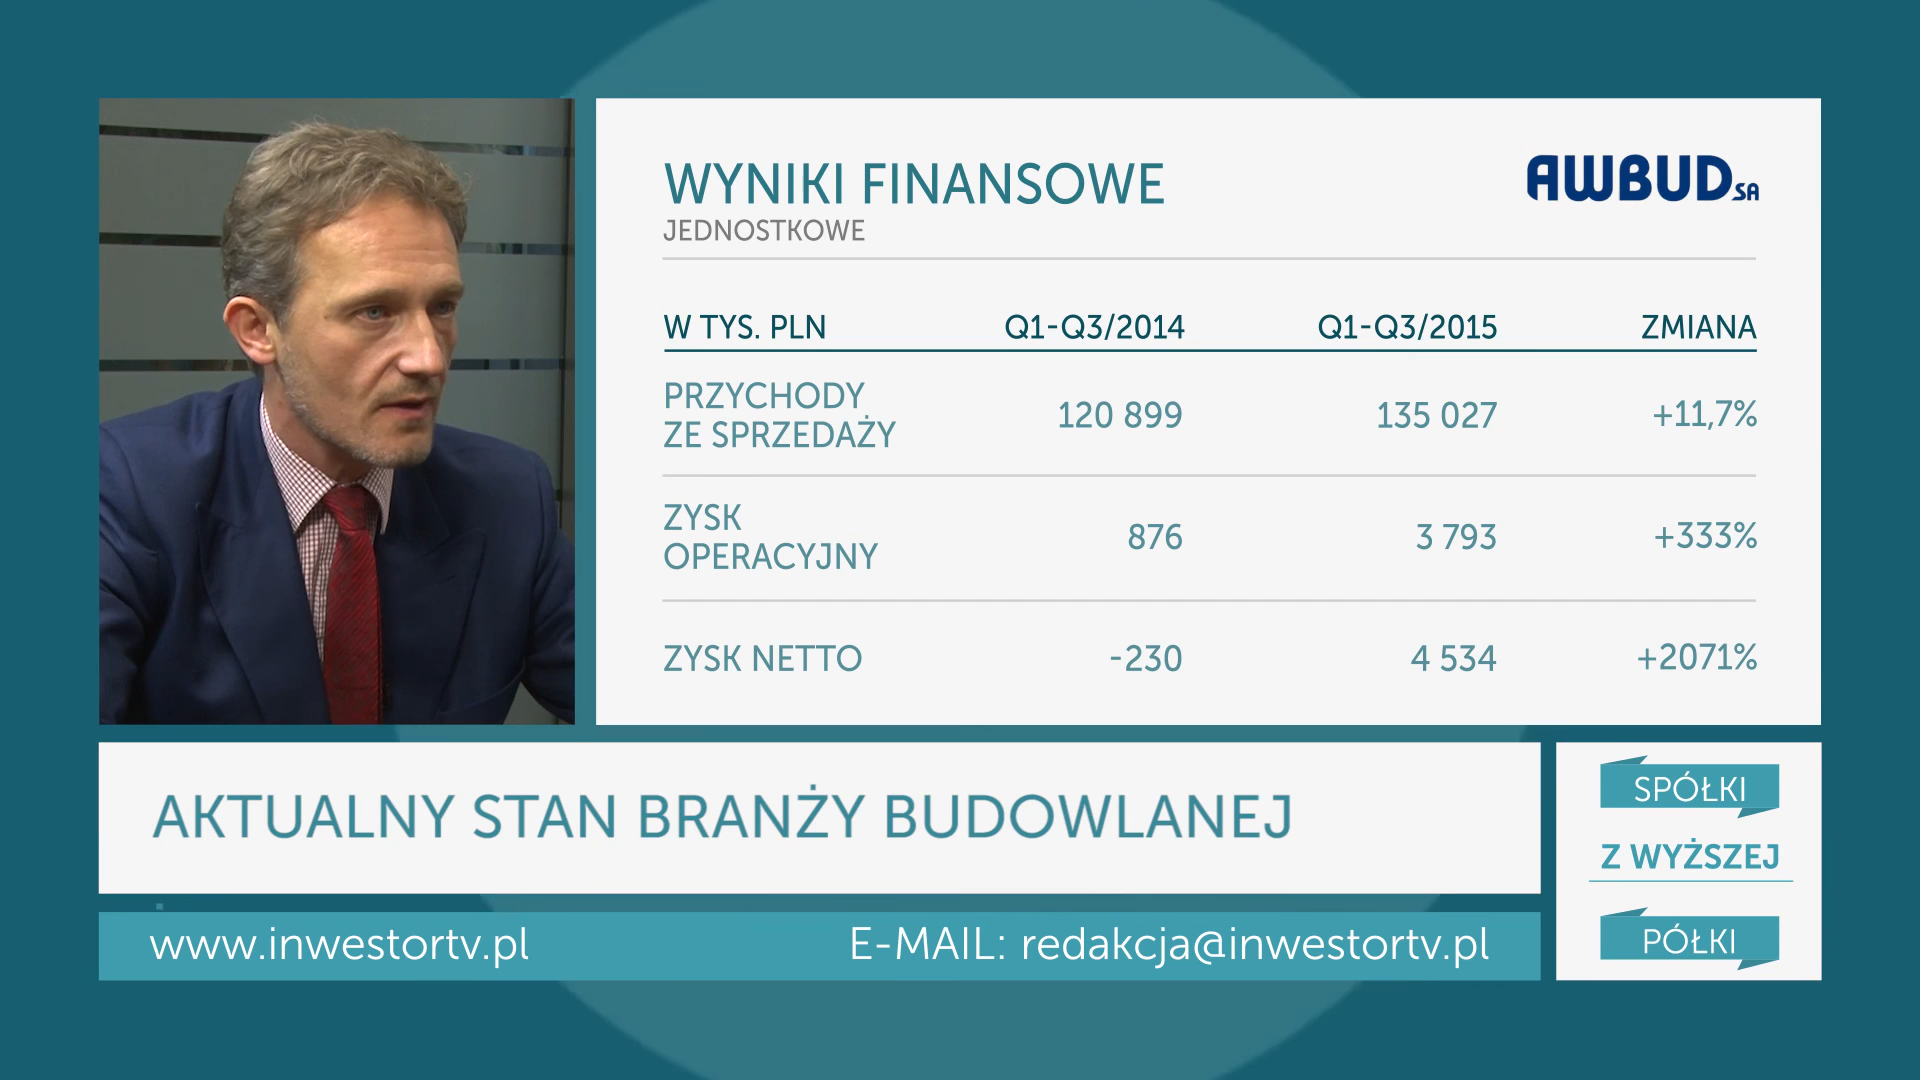 WYNIKI FINANSOWE
JEDNOSTKOWE
AWBUD SA
W TYS. PLN Q1-Q3/2014 Q1-Q3/2015 ZMIANA
PRZYCHODY
ZE SPRZEDAŻY 120 899 135 027 +11,7%
ZYSK
OPERACYJNY 876 3 793 +333%
ZYSK NETTO -230 4 534 +2071%
AKTUALNY STAN BRANŻY BUDOWLANEJ
www.inwestortv.pl E-MAIL: redakcja@inwestortv.pl
SPÓŁKI
Z WYŻSZEJ
PÓŁKI